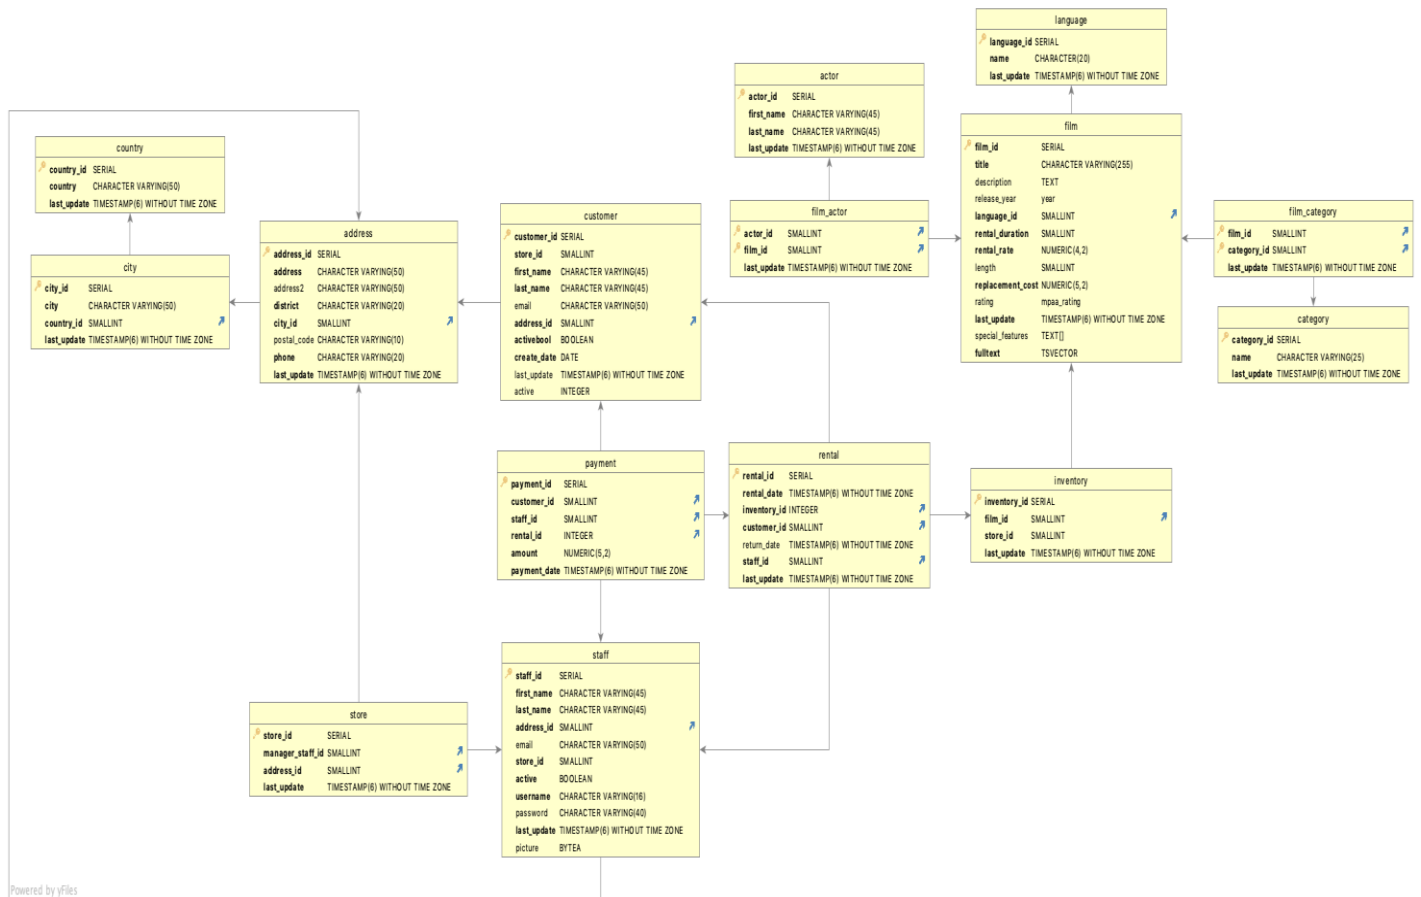 language
language_id SERIAL
name CHARACTER(20)
last_update TIMESTAMP(6) WITHOUT TIME ZONE
actor
actor_id SERIAL
first_name CHARACTER VARYING(45)
last_name CHARACTER VARYING(45)
last_update TIMESTAMP(6) WITHOUT TIME ZONE
film
film_id SERIAL
title CHARACTER VARYING(255)
description TEXT
release_year year
language_id SMALLINT
rental_duration SMALLINT
rental_rate NUMERIC(4,2)
length SMALLINT
replacement_cost NUMERIC(5,2)
rating mpaa_rating
last_update TIMESTAMP(6) WITHOUT TIME ZONE
special_features TEXT[]
fulltext TSVECTOR
country
country_id SERIAL
country CHARACTER VARYING(50)
last_update TIMESTAMP(6) WITHOUT TIME ZONE
city
city_id SERIAL
city CHARACTER VARYING(50)
country_id SMALLINT
last_update TIMESTAMP(6) WITHOUT TIME ZONE
address
address_id SERIAL
address CHARACTER VARYING(50)
address2 CHARACTER VARYING(50)
district CHARACTER VARYING(20)
city_id SMALLINT
postal_code CHARACTER VARYING(10)
phone CHARACTER VARYING(20)
last_update TIMESTAMP(6) WITHOUT TIME ZONE
customer
customer_id SERIAL
store_id SMALLINT
first_name CHARACTER VARYING(45)
last_name CHARACTER VARYING(45)
email CHARACTER VARYING(50)
address_id SMALLINT
activebool BOOLEAN
create_date DATE
last_update TIMESTAMP(6) WITHOUT TIME ZONE
active INTEGER
film_actor
actor_id SMALLINT
film_id SMALLINT
last_update TIMESTAMP(6) WITHOUT TIME ZONE
film_category
film_id SMALLINT
category_id SMALLINT
last_update TIMESTAMP(6) WITHOUT TIME ZONE
category
category_id SERIAL
name CHARACTER VARYING(25)
last_update TIMESTAMP(6) WITHOUT TIME ZONE
payment
payment_id SERIAL
customer_id SMALLINT
staff_id SMALLINT
rental_id INTEGER
amount NUMERIC(5,2)
payment_date TIMESTAMP(6) WITHOUT TIME ZONE
rental
rental_id SERIAL
rental_date TIMESTAMP(6) WITHOUT TIME ZONE
inventory_id INTEGER
customer_id SMALLINT
return_date TIMESTAMP(6) WITHOUT TIME ZONE
staff_id SMALLINT
last_update TIMESTAMP(6) WITHOUT TIME ZONE
inventory
inventory_id SERIAL
film_id SMALLINT
store_id SMALLINT
last_update TIMESTAMP(6) WITHOUT TIME ZONE
staff
staff_id SERIAL
first_name CHARACTER VARYING(45)
last_name CHARACTER VARYING(45)
address_id SMALLINT
email CHARACTER VARYING(50)
store_id SMALLINT
active BOOLEAN
username CHARACTER VARYING(16)
password CHARACTER VARYING(40)
last_update TIMESTAMP(6) WITHOUT TIME ZONE
picture BYTEA
store
store_id SERIAL
manager_staff_id SMALLINT
address_id SMALLINT
last_update TIMESTAMP(6) WITHOUT TIME ZONE
Powered by yFiles